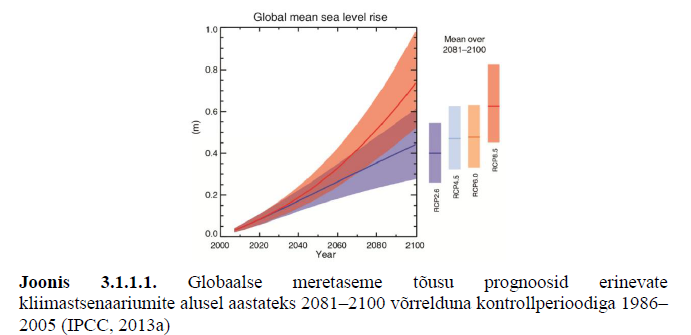 Global mean sea level rise
1.0
0.8
0.6
0.4
0.2
0.0
(m)
2000 2020 2040 2060 2080 2100
Year
Mean over
2081–2100
RCP2.6
RCP4.5
RCP6.0
RCP8.5
Joonis 3.1.1.1. Globaalse meretaseme tõusu prognoosid erinevate
kliimastsenaariumite alusel aastateks 2081–2100 võrrelduna kontrollperioodiga 1986–
2005 (IPCC, 2013a)